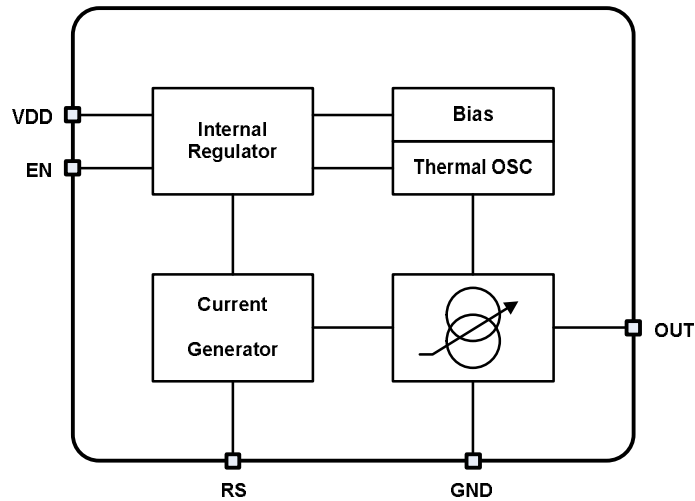 VDD
EN
Internal
Regulator
Bias
Thermal OSC
Current
Generator
OUT
RS
GND